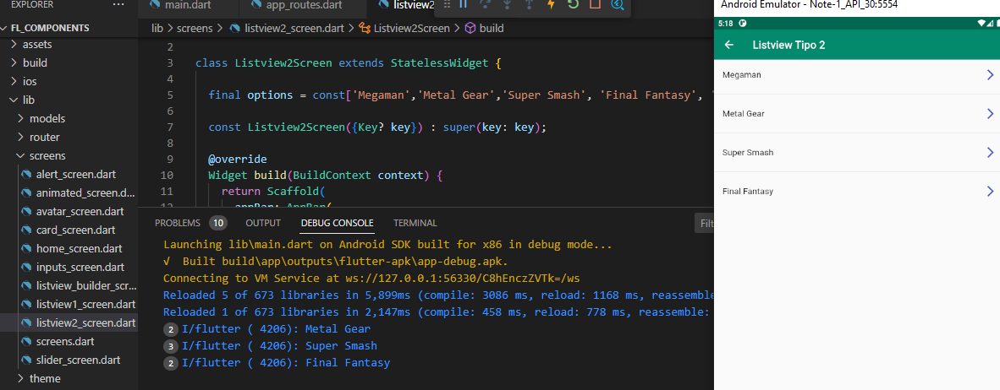 EXPLORER ...
main.dart app_routes.dart listview2
Android Emulator - Note-1_API_30:5554
FL_COMPONENTS
assets
build
ios
lib
models
router
screens
alert_screen.dart
animated_screen.d...
avatar_screen.dart
card_screen.dart
home_screen.dart
inputs_screen.dart
listview_builder_scr...
listview1_screen.dart
listview2_screen.dart
screens.dart
slider_screen.dart
theme
lib > screens > listview2_screen.dart > Listview2Screen > build
2
3 class Listview2Screen extends StatelessWidget {
4
5 final options = const['Megaman','Metal Gear','Super Smash', 'Final Fantasy', '
6
7 const Listview2Screen({Key? key}) : super(key: key);
8
9 @override
10 Widget build(BuildContext context) {
11 return Scaffold(
12 appBar: AppBar(
PROBLEMS 10 OUTPUT DEBUG CONSOLE TERMINAL Filt
Launching lib\main.dart on Android SDK built for x86 in debug mode...
√ Built build\app\outputs\flutter-apk\app-debug.apk.
Connecting to VM Service at ws://127.0.0.1:56330/C8hEnczZVTk=/ws
Reloaded 5 of 673 libraries in 5,899ms (compile: 3086 ms, reload: 1168 ms, reassemble
Reloaded 1 of 673 libraries in 2,147ms (compile: 458 ms, reload: 778 ms, reassemble:
2 I/flutter ( 4206): Metal Gear
3 I/flutter ( 4206): Super Smash
2 I/flutter ( 4206): Final Fantasy
5:18
Listview Tipo 2
Megaman
Metal Gear
Super Smash
Final Fantasy